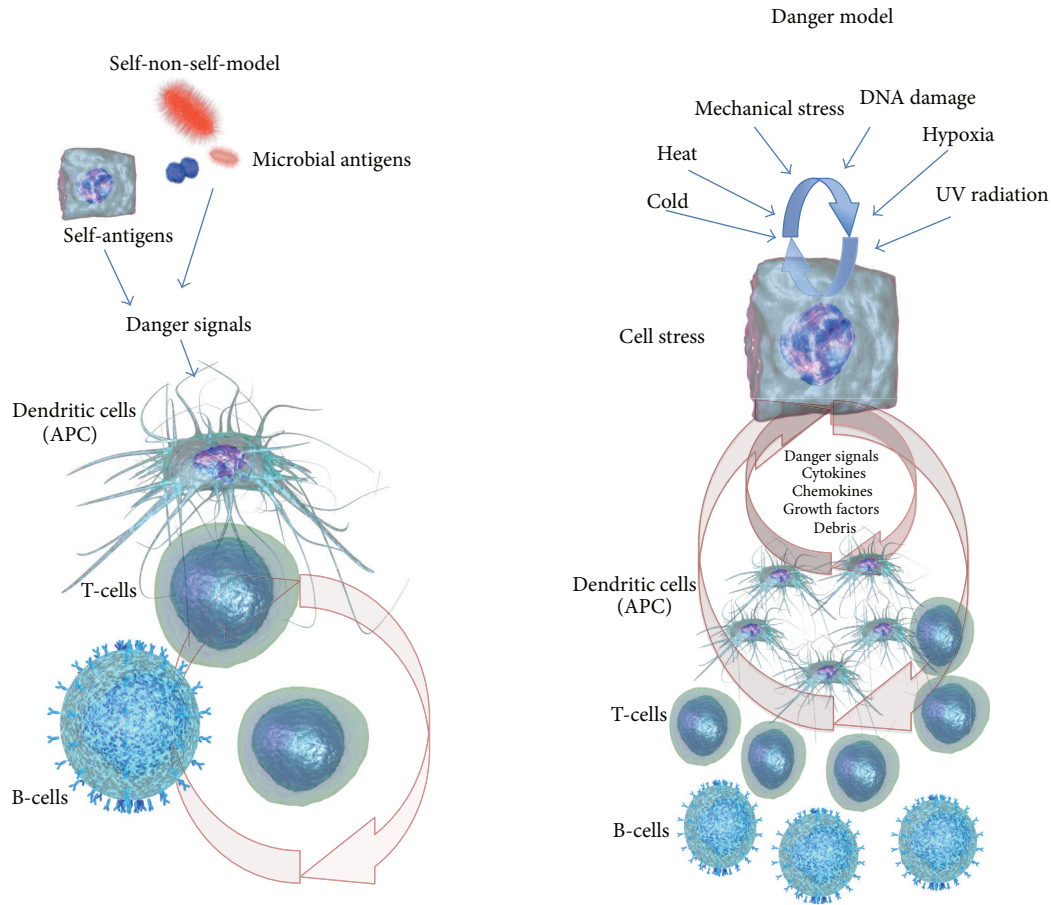 Self-non-self-model
Microbial antigens
Self-antigens
Danger signals
Dendritic cells
(APC)
T-cells
B-cells
Danger model
Mechanical stress
DNA damage
Heat
Hypoxia
Cold
UV radiation
Cell stress
Danger signals
Cytokines
Chemokines
Growth factors
Debris
Dendritic cells
(APC)
T-cells
B-cells